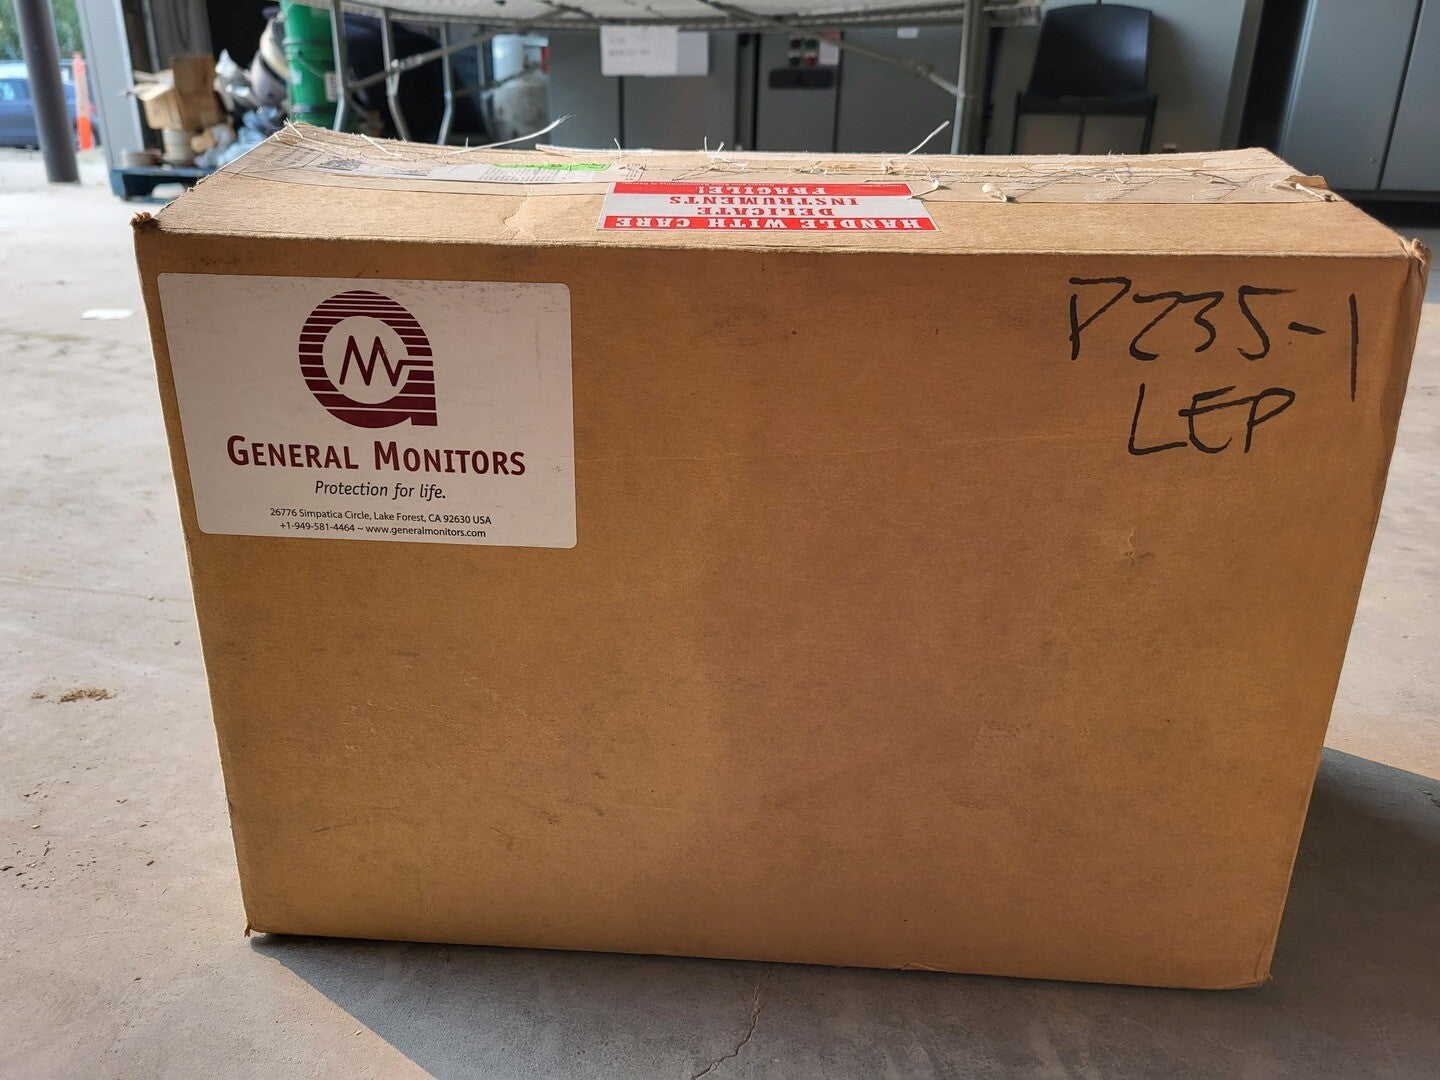 HANDLE WITH CARE
DELICATE
INSTRUMENTS
FRAGILE!
GENERAL MONITORS
Protection for life.
26776 Simpatica Circle, Lake Forest, CA 92630 USA
+1-949-581-4464 ~ www.generalmonitors.com
P235-1
LEP